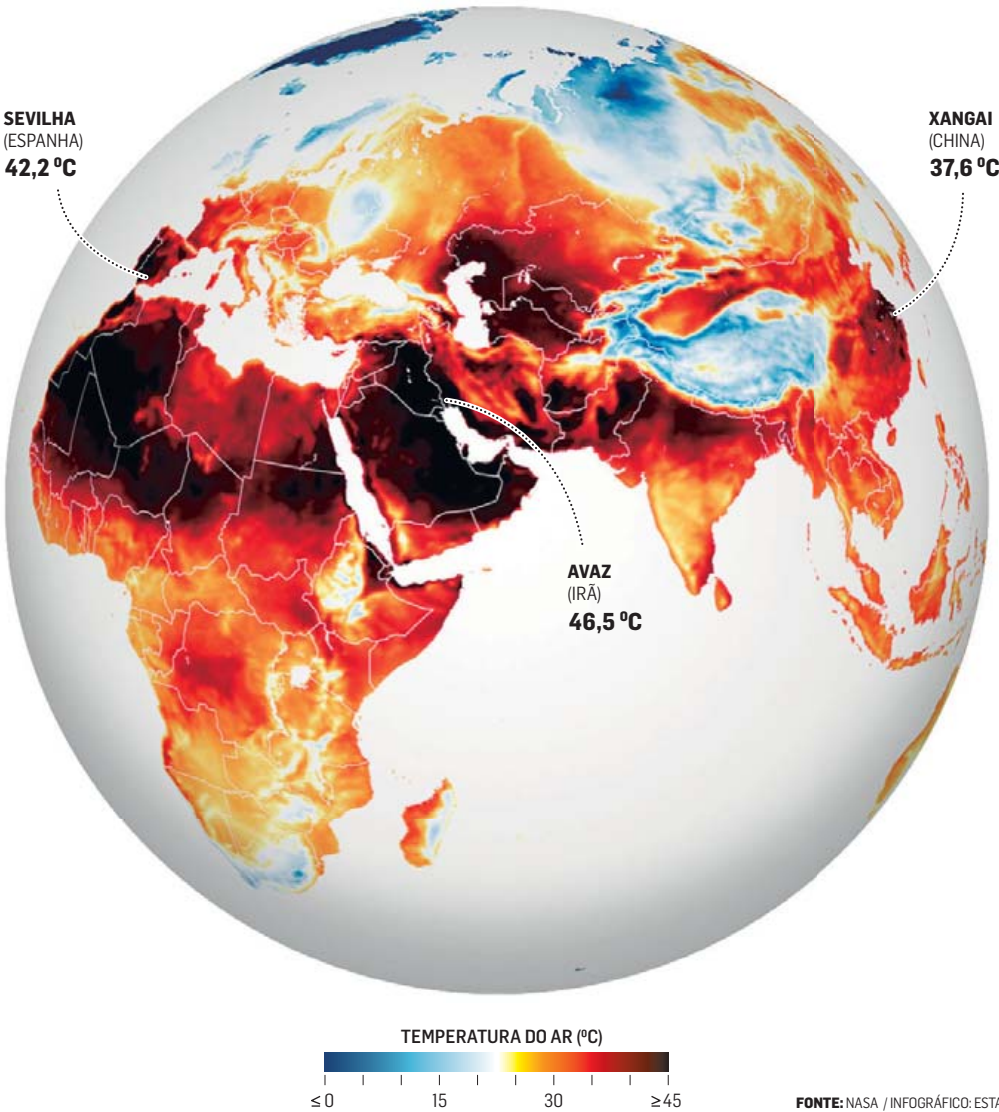 SEVILHA
(ESPANHA)
42,2 ºC
XANGAI
(CHINA)
37,6 ºC
AVAZ
(IRÃ)
46,5 ºC
TEMPERATURA DO AR (ºC)
≤ 0 15 30 ≥45
FONTE: NASA / INFOGRÁFICO: ESTA